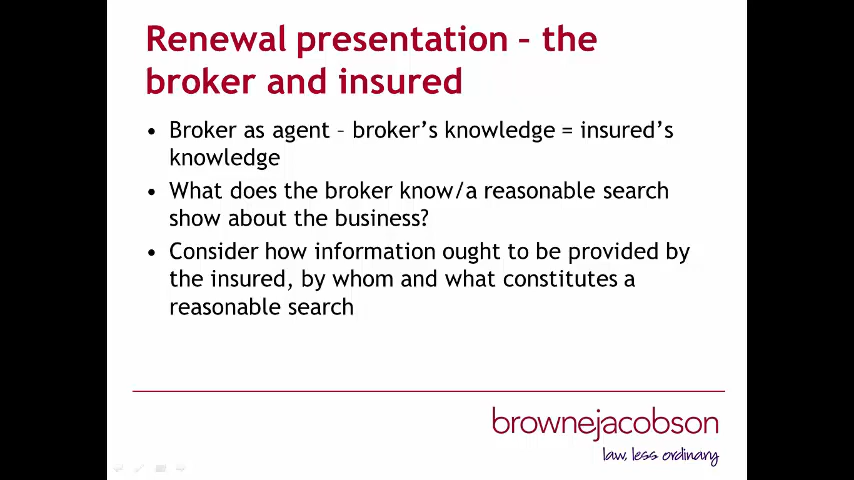 Renewal presentation – the
broker and insured
• Broker as agent – broker's knowledge = insured's
knowledge
• What does the broker know/a reasonable search
show about the business?
• Consider how information ought to be provided by
the insured, by whom and what constitutes a
reasonable search
brownejacobson
law, less ordinary